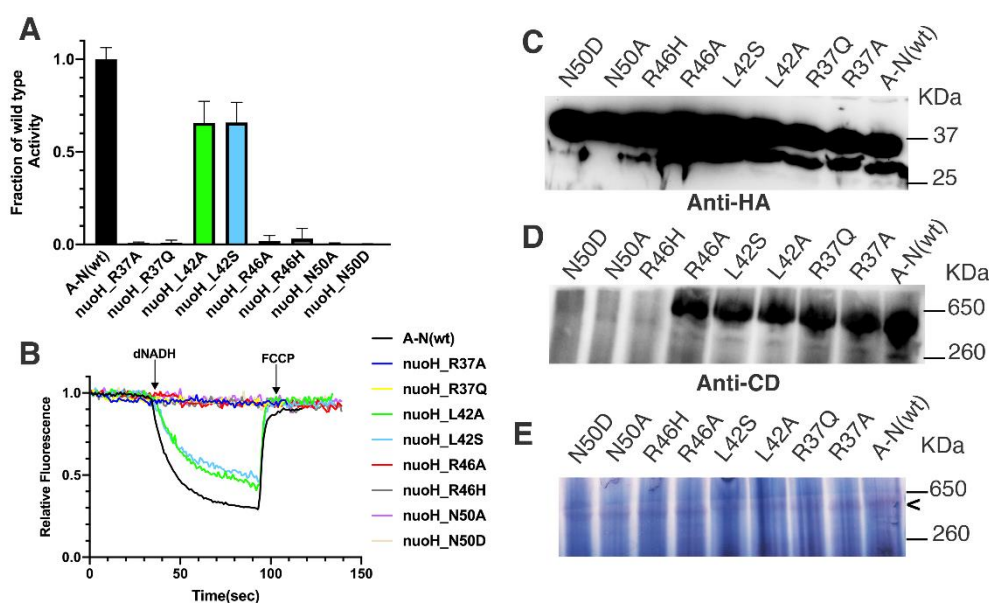 A
Fraction of wild type
Activity
1.0
0.5
0.0
A-N(wt)
nuoH_R37A
nuoH_R37Q
nuoH_L42A
nuoH_L42S
nuoH_R46A
nuoH_R46H
nuoH_N50A
nuoH_N50D
B
dNADH
FCCP
Relative Fluorescence
1.0
0.5
0.0
0
50
100
150
Time(sec)
A-N(wt)
nuoH_R37A
nuoH_R37Q
nuoH_L42A
nuoH_L42S
nuoH_R46A
nuoH_R46H
nuoH_N50A
nuoH_N50D
C
N50D
N50A
R46H
R46A
L42S
L42A
R37Q
R37A
A-N(wt)
KDa
37
25
Anti-HA
D
N50D
N50A
R46H
R46A
L42S
L42A
R37Q
R37A
A-N(wt)
KDa
650
260
Anti-CD
E
N50D
N50A
R46H
R46A
L42S
L42A
R37Q
R37A
A-N(wt)
KDa
650
<
260